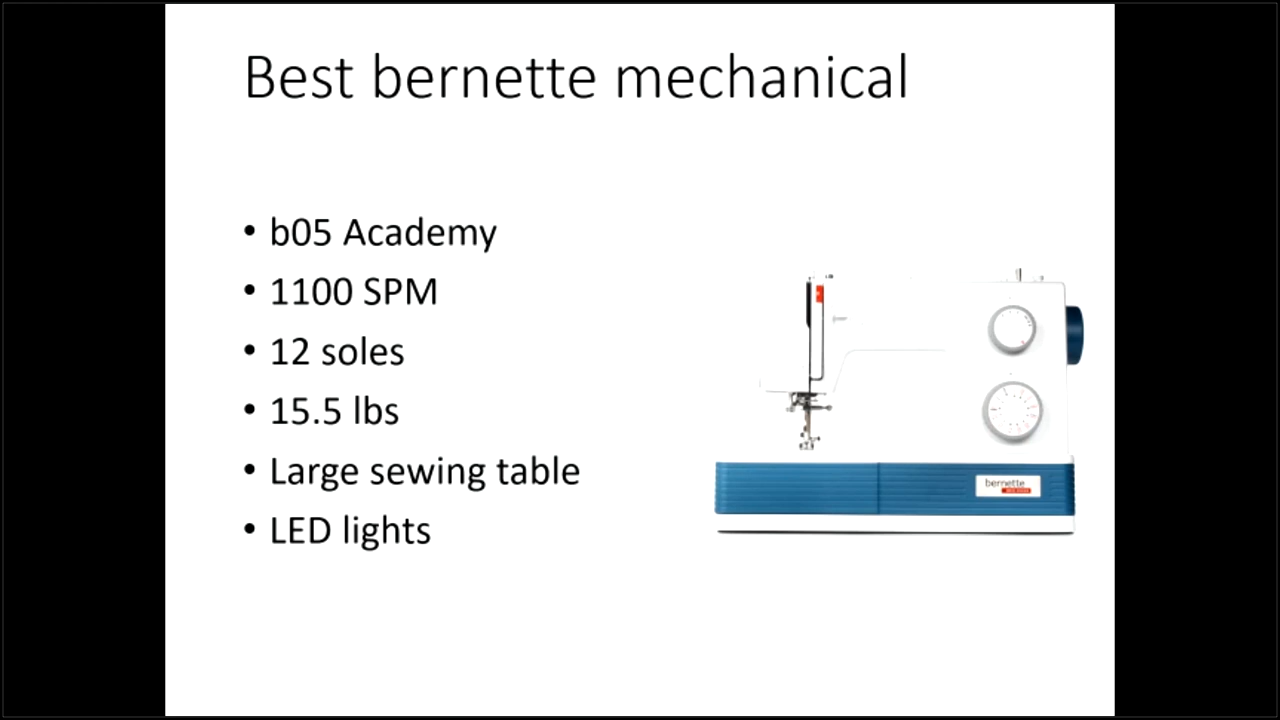 Best bernette mechanical
• b05 Academy
• 1100 SPM
• 12 soles
• 15.5 lbs
• Large sewing table
• LED lights
bernette